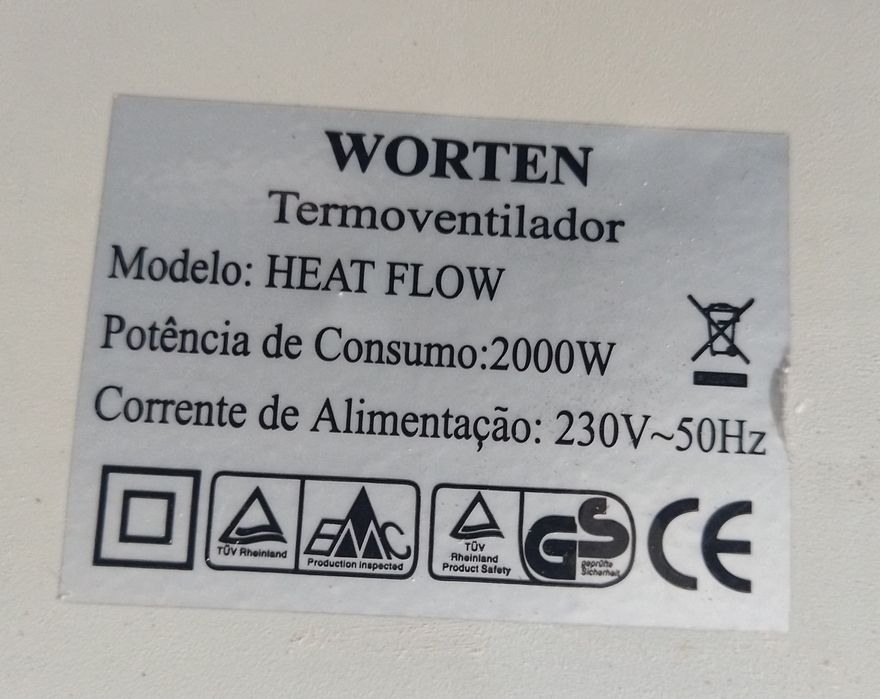 WORTEN
Termoventilador
Modelo: HEAT FLOW
Potência de Consumo:2000W
Corrente de Alimentação: 230V~50Hz
TÜV Rheinland
EMC
Production inspected
TÜV
Rheinland
Product Safety
GS
geprüfte
Sicherheit
CE